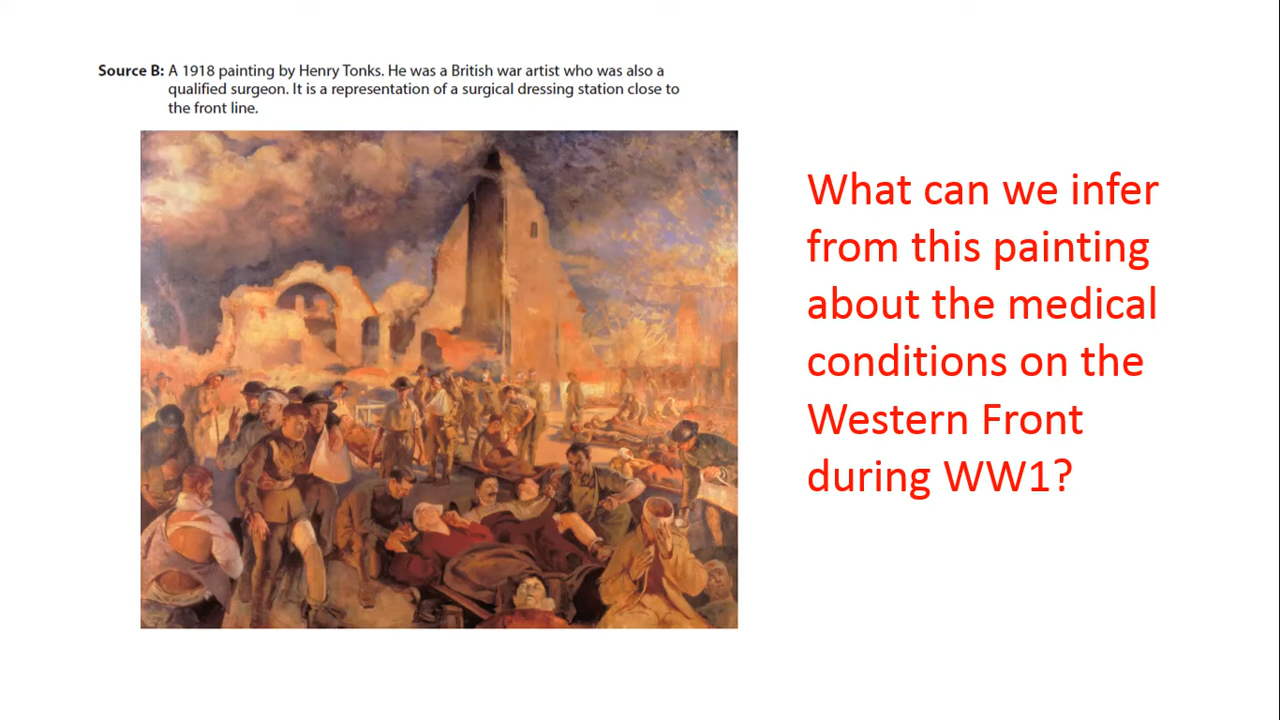 Source B: A 1918 painting by Henry Tonks. He was a British war artist who was also a
qualified surgeon. It is a representation of a surgical dressing station close to
the front line.
What can we infer
from this painting
about the medical
conditions on the
Western Front
during WW1?